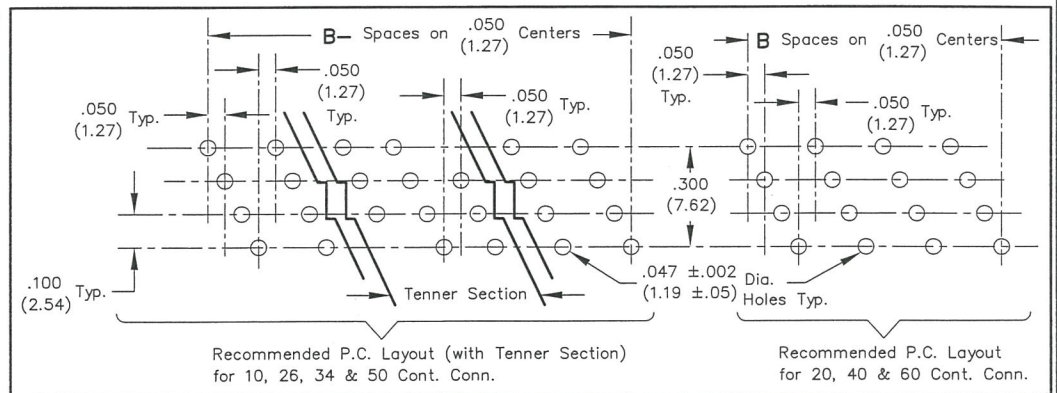 .050
B- Spaces on (1.27) Centers
.050
B Spaces on (1.27) Centers
.050
(1.27)
Typ.
.050
(1.27) Typ.
.050
(1.27) Typ.
.050
(1.27)
Typ.
.050
(1.27) Typ.
.300
(7.62)
.100
(2.54) Typ.
Tenner Section
.047 ±.002
(1.19 ±.05) Dia.
Holes Typ.
Recommended P.C. Layout (with Tenner Section)
for 10, 26, 34 & 50 Cont. Conn.
Recommended P.C. Layout
for 20, 40 & 60 Cont. Conn.